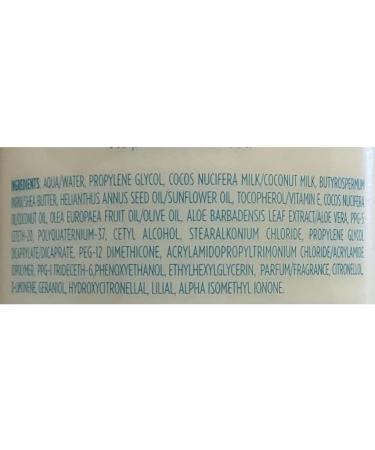 INGREDIENTS: AQUA/WATER, PROPYLENE GLYCOL, COCOS NUCIFERA MILK/COCONUT MILK, BUTYROSPERMUM
PARKII/SHEA BUTTER, HELIANTHUS ANNUS SEED OIL/SUNFLOWER OIL, TOCOPHEROL/VITAMIN E, COCOS NUCIFERA
OIL/COCONUT OIL, OLEA EUROPAEA FRUIT OIL/OLIVE OIL, ALOE BARBADENSIS LEAF EXTRACT/ALOE VERA, PPG-5
CETETH-20, POLYQUATERNIUM-37, CETYL ALCOHOL, STEARALKONIUM CHLORIDE, PROPYLENE GLYCOL
DICAPRYLATE/DICAPRATE, PEG-12 DIMETHICONE, ACRYLAMIDOPROPYLTRIMONIUM CHLORIDE/ACRYLAMIDE
COPOLYMER, PPG-1 TRIDECETH-6,PHENOXYETHANOL, ETHYLHEXYLGLYCERIN, PARFUM/FRAGRANCE, CITRONELLOL,
D-LIMONENE, GERANIOL, HYDROXYCITRONELLAL, LILIAL, ALPHA ISOMETHYL IONONE.